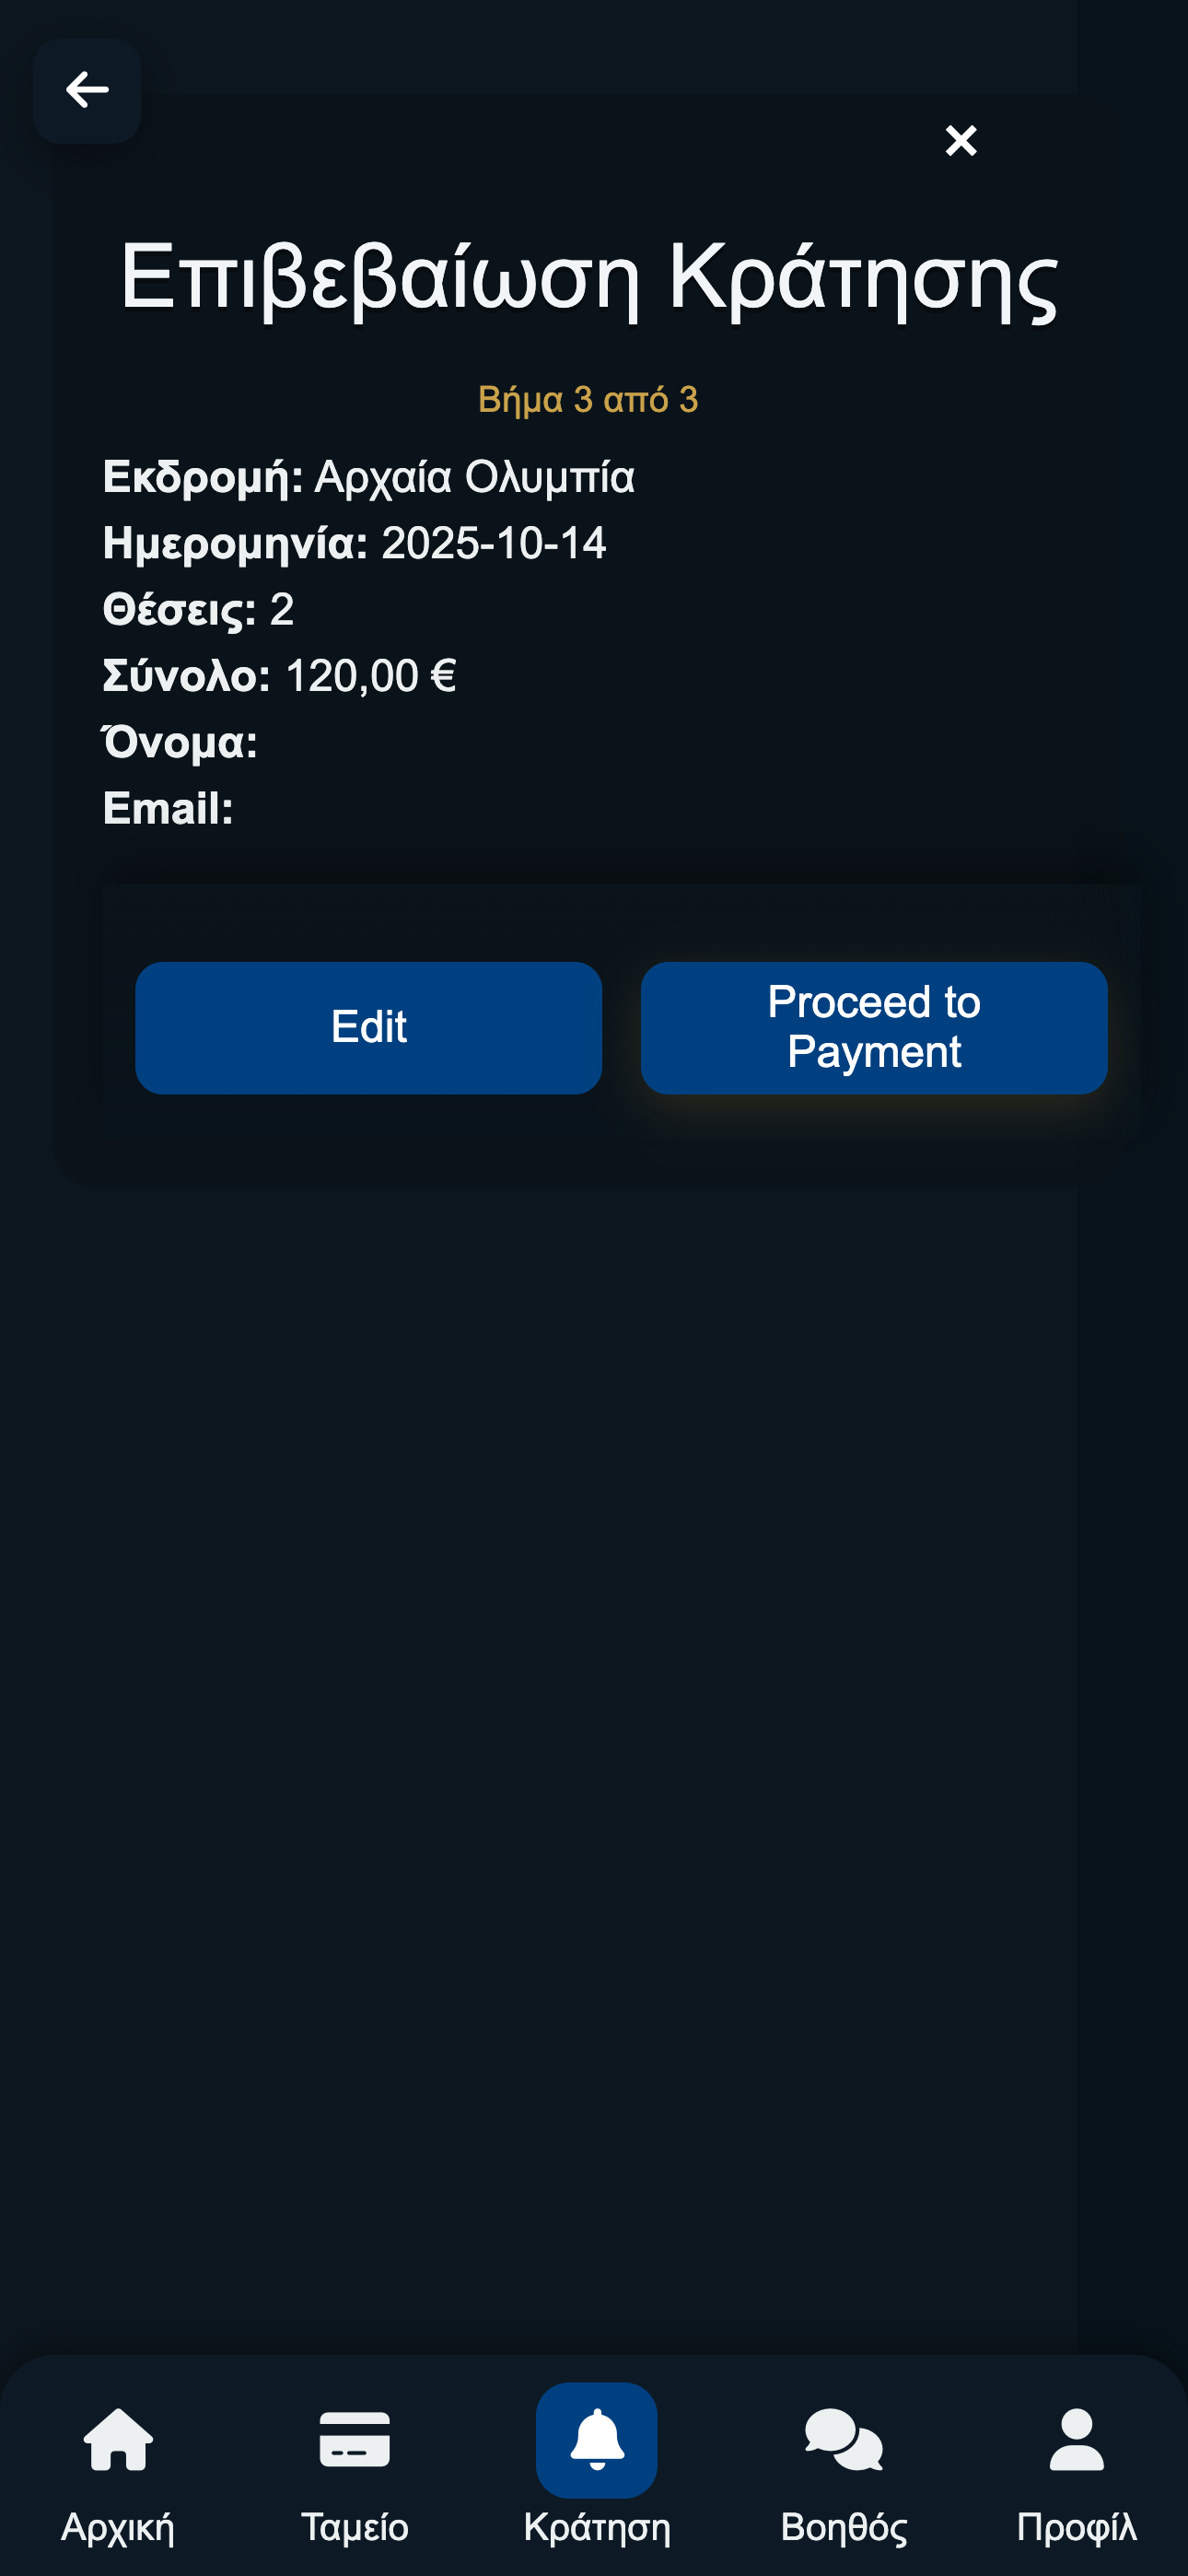 Επιβεβαίωση Κράτησης
Βήμα 3 από 3
Εκδρομή: Αρχαία Ολυμπία
Ημερομηνία: 2025-10-14
Θέσεις: 2
Σύνολο: 120,00 €
Όνομα:
Email:
Edit
Proceed to
Payment
Αρχική
Ταμείο
Κράτηση
Βοηθός
Προφίλ